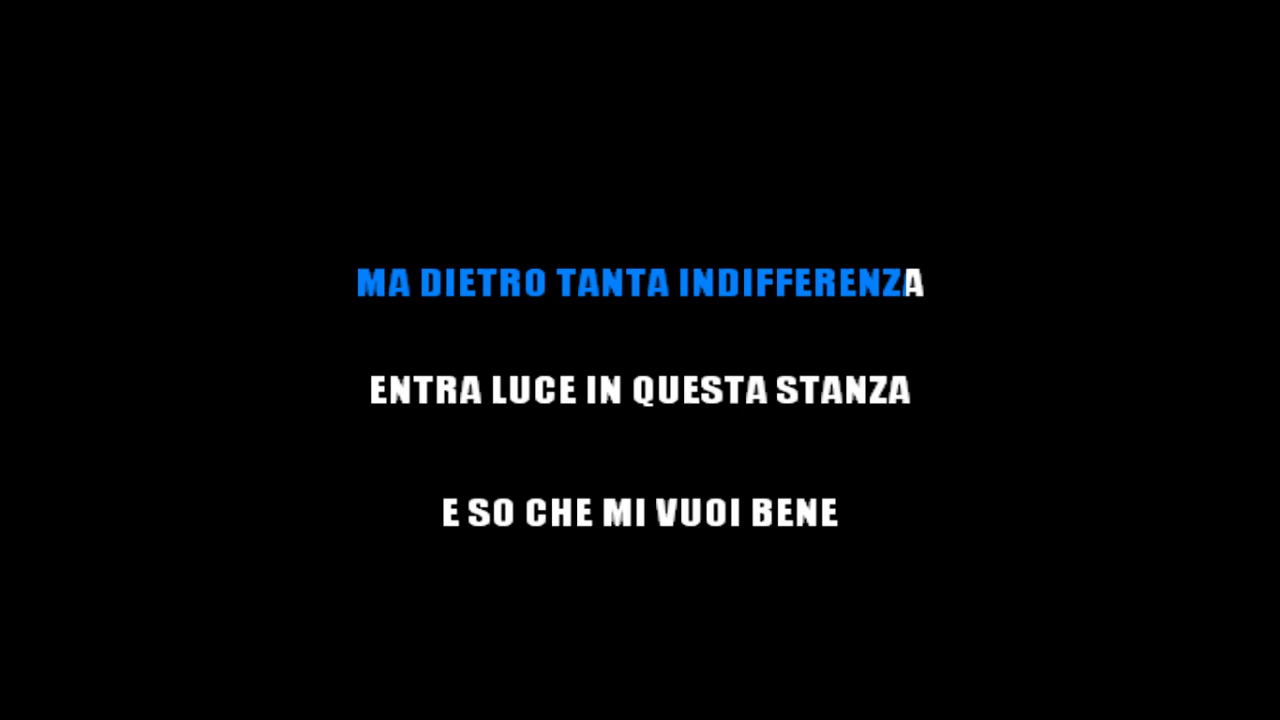 MA DIETRO TANTA INDIFFERENZA
ENTRA LUCE IN QUESTA STANZA
E SO CHE MI VUOI BENE